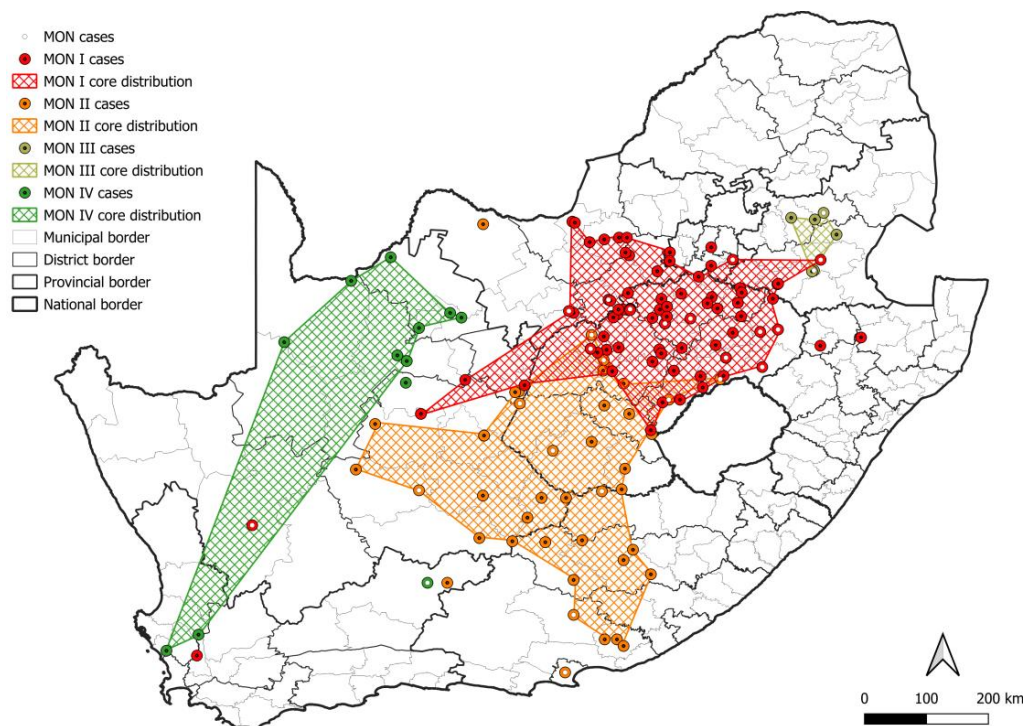 MON cases
MON I cases
MON I core distribution
MON II cases
MON II core distribution
MON III cases
MON III core distribution
MON IV cases
MON IV core distribution
Municipal border
District border
Provincial border
National border
0 100 200 km